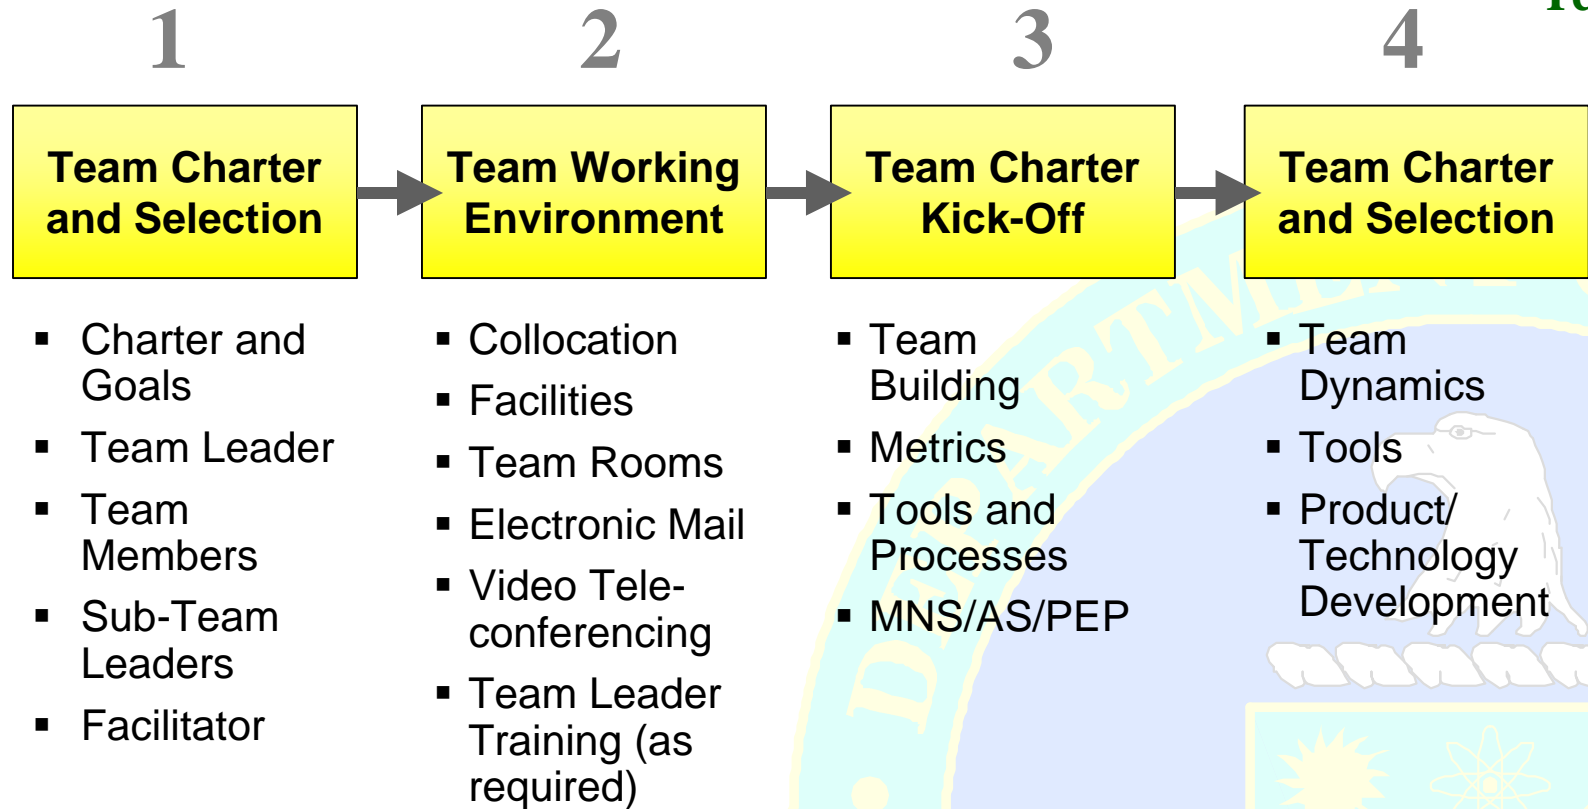 1
2
3
4
Team Charter
and Selection
Team Working
Environment
Team Charter
Kick-Off
Team Charter
and Selection
▪ Charter and
Goals
▪ Team Leader
▪ Team
Members
▪ Sub-Team
Leaders
▪ Facilitator
▪ Collocation
▪ Facilities
▪ Team Rooms
▪ Electronic Mail
▪ Video Tele-
conferencing
▪ Team Leader
Training (as
required)
▪ Team
Building
▪ Metrics
▪ Tools and
Processes
▪ MNS/AS/PEP
▪ Team
Dynamics
▪ Tools
▪ Product/
Technology
Development
DEPARTMENT